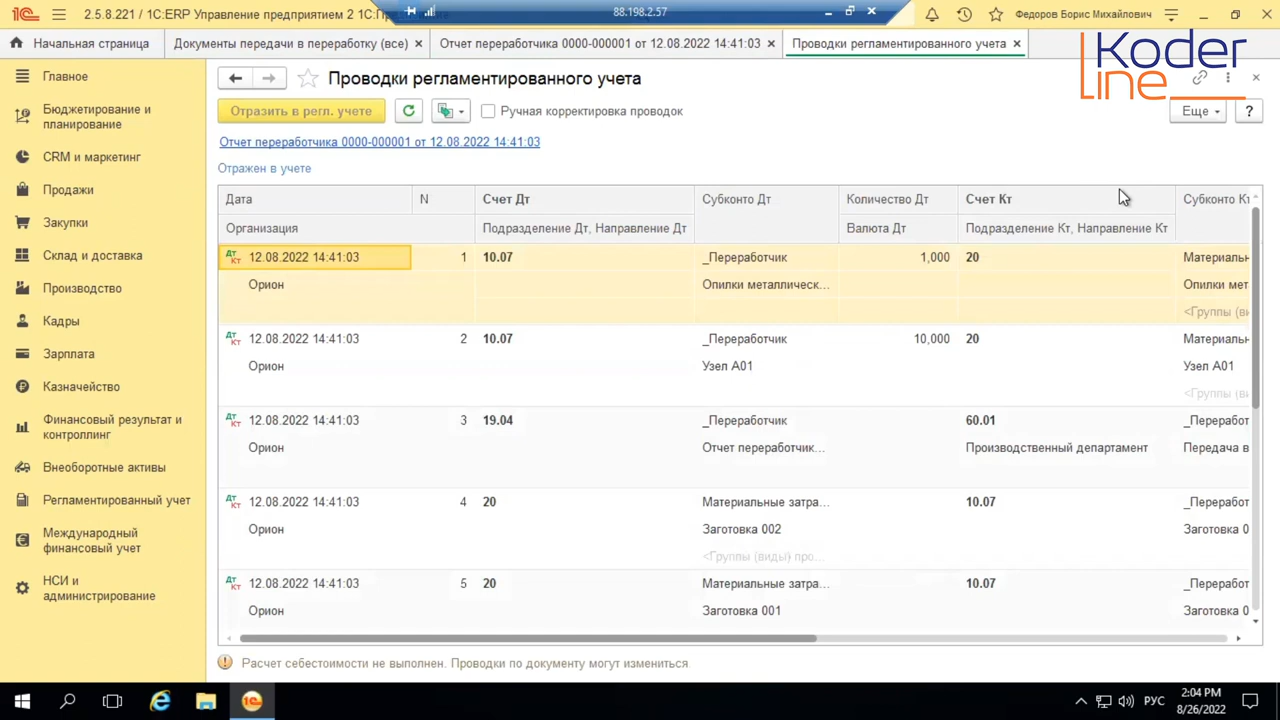 2.5.8.221 / 1С:ERP Управление предприятием 2 1С:П
88.198.2.57
Федоров Борис Михайлович
Начальная страница
Документы передачи в переработку (все)
Отчет переработчика 0000-000001 от 12.08.2022 14:41:03
Проводки регламентированного учета
Koder
line
Главное
Бюджетирование и
планирование
CRM и маркетинг
Продажи
Закупки
Склад и доставка
Производство
Кадры
Зарплата
Казначейство
Финансовый результат и
контроллинг
Внеоборотные активы
Регламентированный учет
Международный
финансовый учет
НСИ и
администрирование
Проводки регламентированного учета
Отразить в регл. учете
Ручная корректировка проводок
Еще
?
Отчет переработчика 0000-000001 от 12.08.2022 14:41:03
Отражен в учете
Дата N Счет Дт Субконто Дт Количество Дт Счет Кт Субконто Кт
Организация Подразделение Дт, Направление Дт Валюта Дт Подразделение Кт, Направление Кт
12.08.2022 14:41:03 1 10.07 _Переработчик 1,000 20 Материальн
Орион Опилки металлическ... Опилки мет
<Группы (ви
12.08.2022 14:41:03 2 10.07 _Переработчик 10,000 20 Материальн
Орион Узел А01 Узел А01
<Группы (ви
12.08.2022 14:41:03 3 19.04 _Переработчик 60.01 _Переработ
Орион Отчет переработчик... Производственный департамент Передача в
12.08.2022 14:41:03 4 20 Материальные затра... 10.07 _Переработ
Орион Заготовка 002 Заготовка 0
<Группы (виды) про...
12.08.2022 14:41:03 5 20 Материальные затра... 10.07 _Переработ
Орион Заготовка 001 Заготовка 0
Расчет себестоимости не выполнен. Проводки по документу могут измениться.
РУС
2:04 PM
8/26/2022